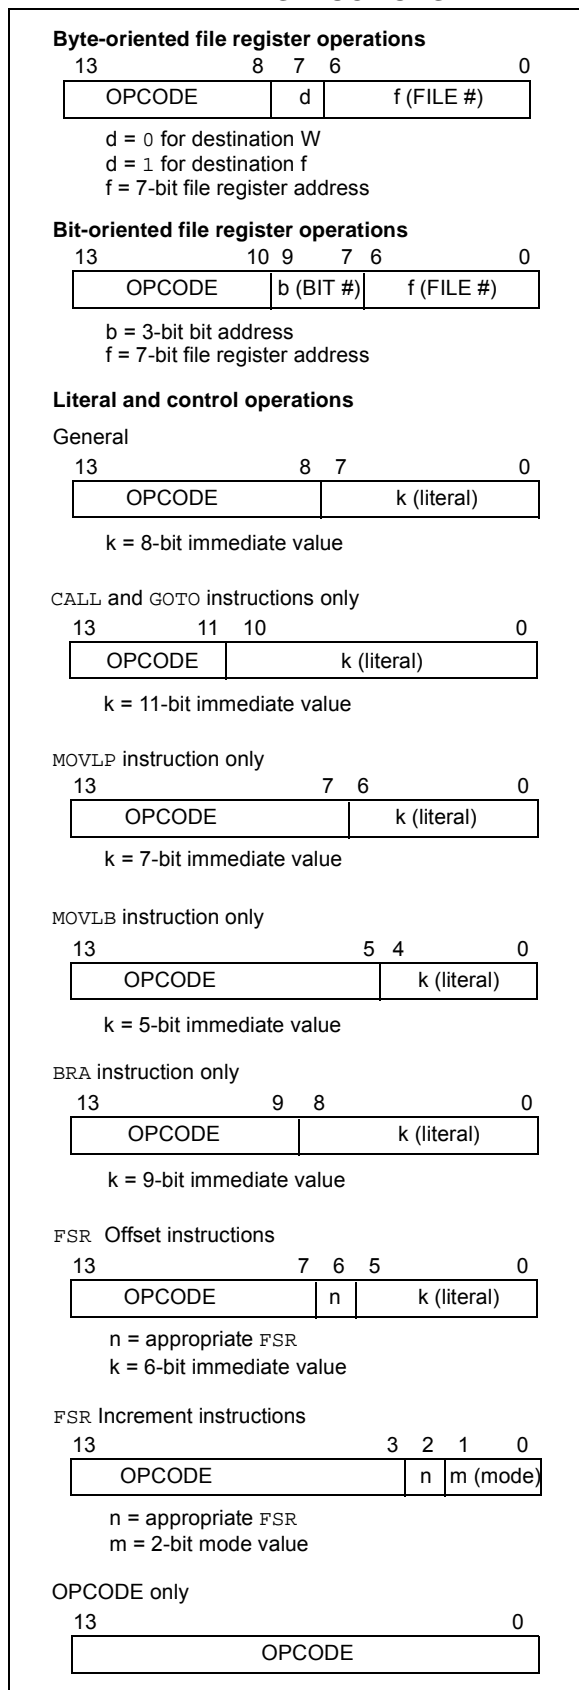 Byte-oriented file register operations
13 8 7 6 0
OPCODE d f (FILE #)
d = 0 for destination W
d = 1 for destination f
f = 7-bit file register address
Bit-oriented file register operations
13 10 9 7 6 0
OPCODE b (BIT #) f (FILE #)
b = 3-bit bit address
f = 7-bit file register address
Literal and control operations
General
13 8 7 0
OPCODE k (literal)
k = 8-bit immediate value
CALL and GOTO instructions only
13 11 10 0
OPCODE k (literal)
k = 11-bit immediate value
MOVLP instruction only
13 7 6 0
OPCODE k (literal)
k = 7-bit immediate value
MOVLB instruction only
13 5 4 0
OPCODE k (literal)
k = 5-bit immediate value
BRA instruction only
13 9 8 0
OPCODE k (literal)
k = 9-bit immediate value
FSR Offset instructions
13 7 6 5 0
OPCODE n k (literal)
n = appropriate FSR
k = 6-bit immediate value
FSR Increment instructions
13 3 2 1 0
OPCODE n m (mode)
n = appropriate FSR
m = 2-bit mode value
OPCODE only
13 0
OPCODE